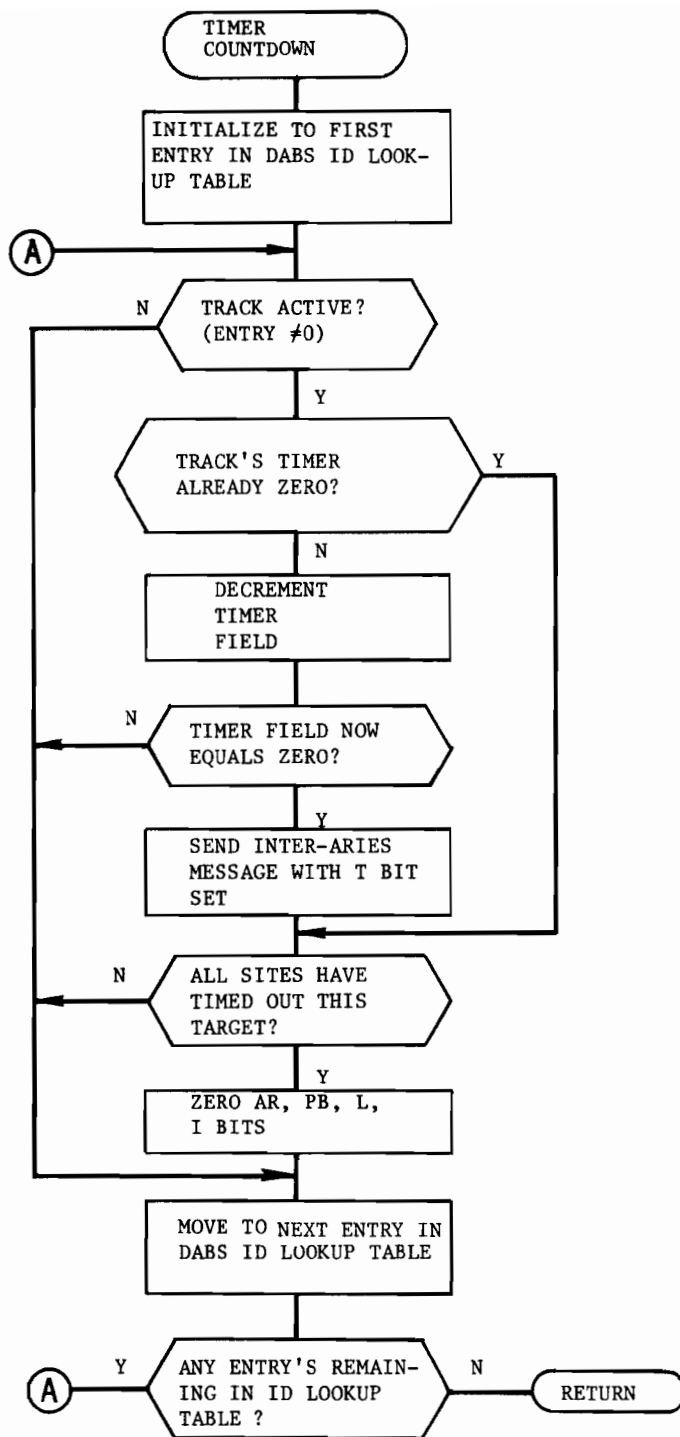 TIMER
COUNTDOWN
INITIALIZE TO FIRST
ENTRY IN DABS ID LOOK-
UP TABLE
A
N
TRACK ACTIVE?
(ENTRY ≠0)
Y
TRACK'S TIMER
ALREADY ZERO?
Y
N
DECREMENT
TIMER
FIELD
N
TIMER FIELD NOW
EQUALS ZERO?
Y
SEND INTER-ARIES
MESSAGE WITH T BIT
SET
N
ALL SITES HAVE
TIMED OUT THIS
TARGET?
Y
ZERO AR, PB, L,
I BITS
MOVE TO NEXT ENTRY IN
DABS ID LOOKUP TABLE
A
Y
ANY ENTRY'S REMAIN-
ING IN ID LOOKUP
TABLE ?
N
RETURN